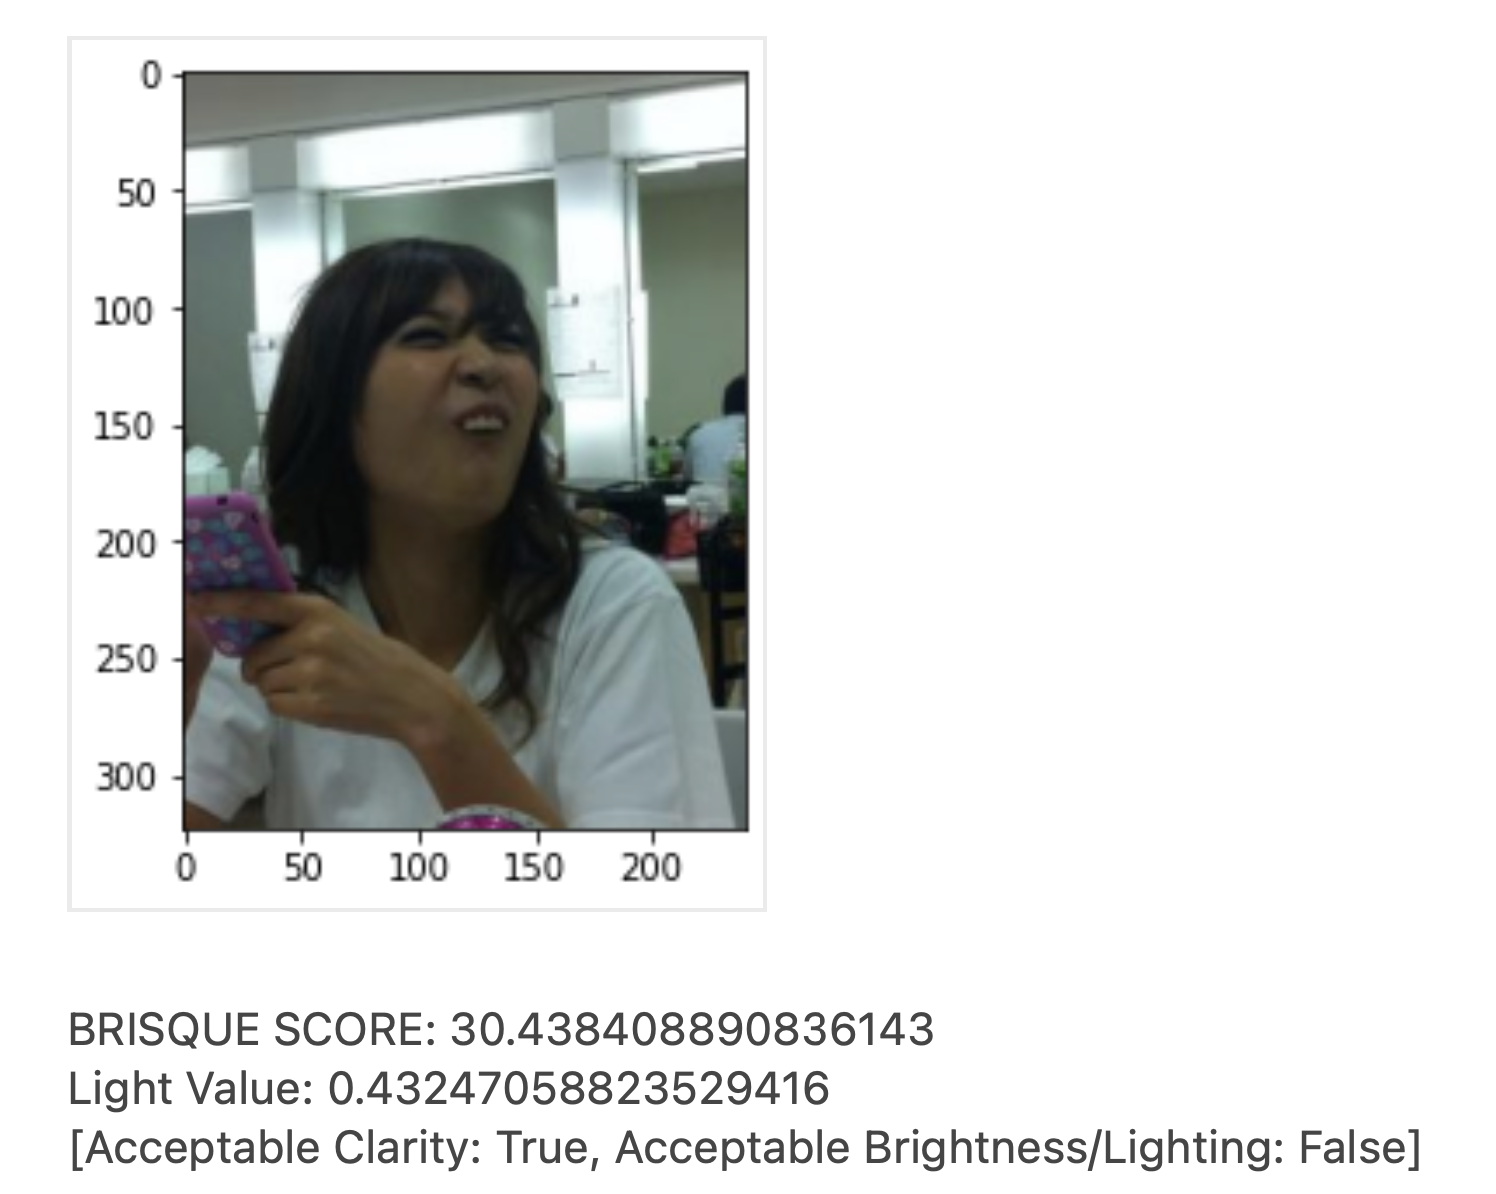 0
50
100
150
200
250
300
0 50 100 150 200
BRISQUE SCORE: 30.438408890836143
Light Value: 0.43247058823529416
[Acceptable Clarity: True, Acceptable Brightness/Lighting: False]